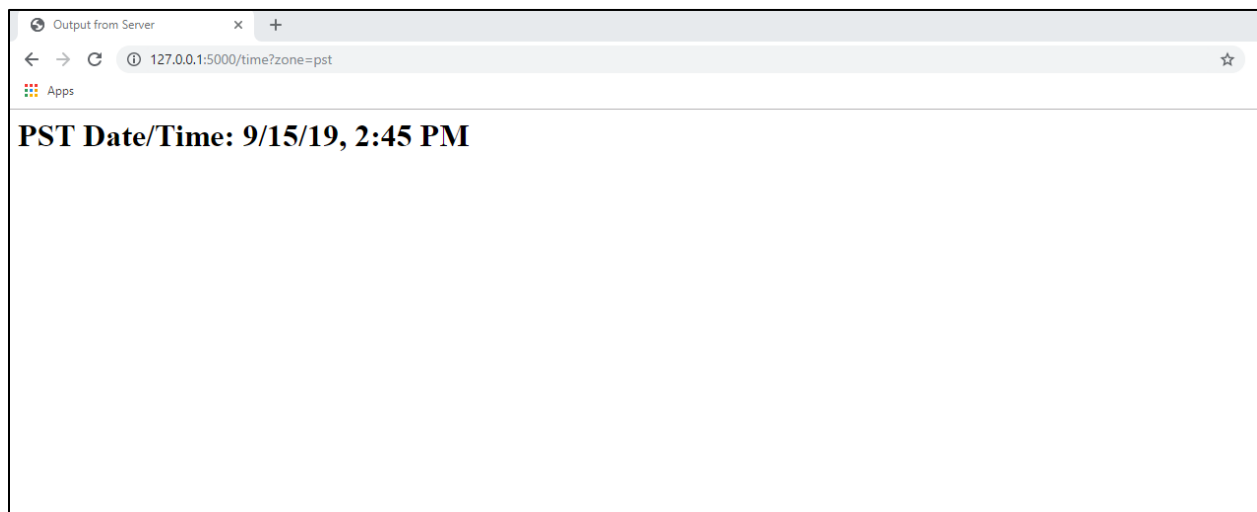 Output from Server
127.0.0.1:5000/time?zone=pst
Apps
PST Date/Time: 9/15/19, 2:45 PM